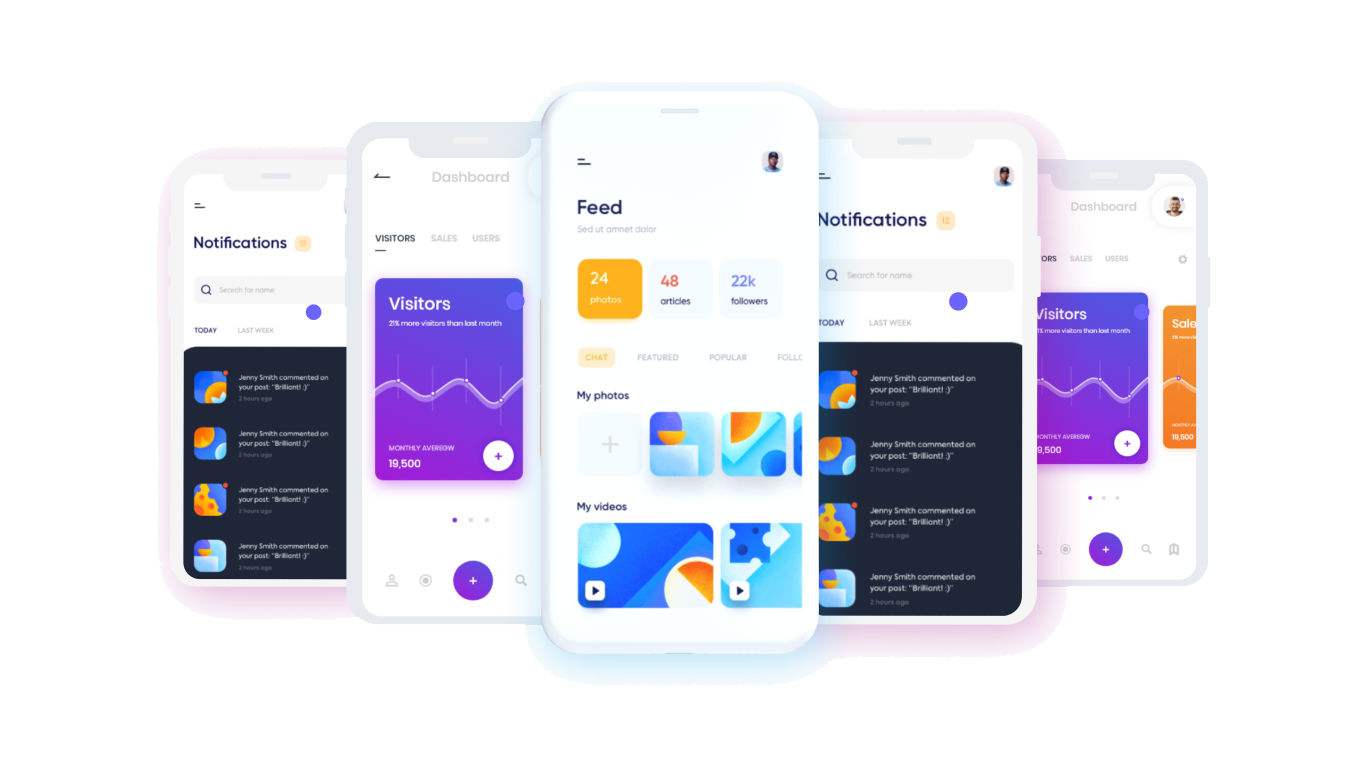 Notifications 12
Search for name
TODAY LAST WEEK
Jenny Smith commented on
your post: "Brilliant! :)"
2 hours ago
Jenny Smith commented on
your post: "Brilliant! :)"
2 hours ago
Jenny Smith commented on
your post: "Brilliant! :)"
2 hours ago
Jenny Smith commented on
your post: "Brilliant! :)"
2 hours ago
Dashboard
VISITORS SALES USERS
Visitors
21% more visitors than last month
MONTHLY AVEREGW
19,500
Feed
Sed ut amnet dolor
24
photos
48
articles
22k
followers
CHAT FEATURED POPULAR FOLLC
My photos
My videos
Notifications 12
Search for name
TODAY LAST WEEK
Jenny Smith commented on
your post: "Brilliant! :)"
2 hours ago
Jenny Smith commented on
your post: "Brilliant! :)"
2 hours ago
Jenny Smith commented on
your post: "Brilliant! :)"
2 hours ago
Jenny Smith commented on
your post: "Brilliant! :)"
2 hours ago
Dashboard
ORS SALES USERS
Visitors
1% more visitors than last month
MONTHLY AVEREGW
9,500
Sale
MONTHLY A
19,500